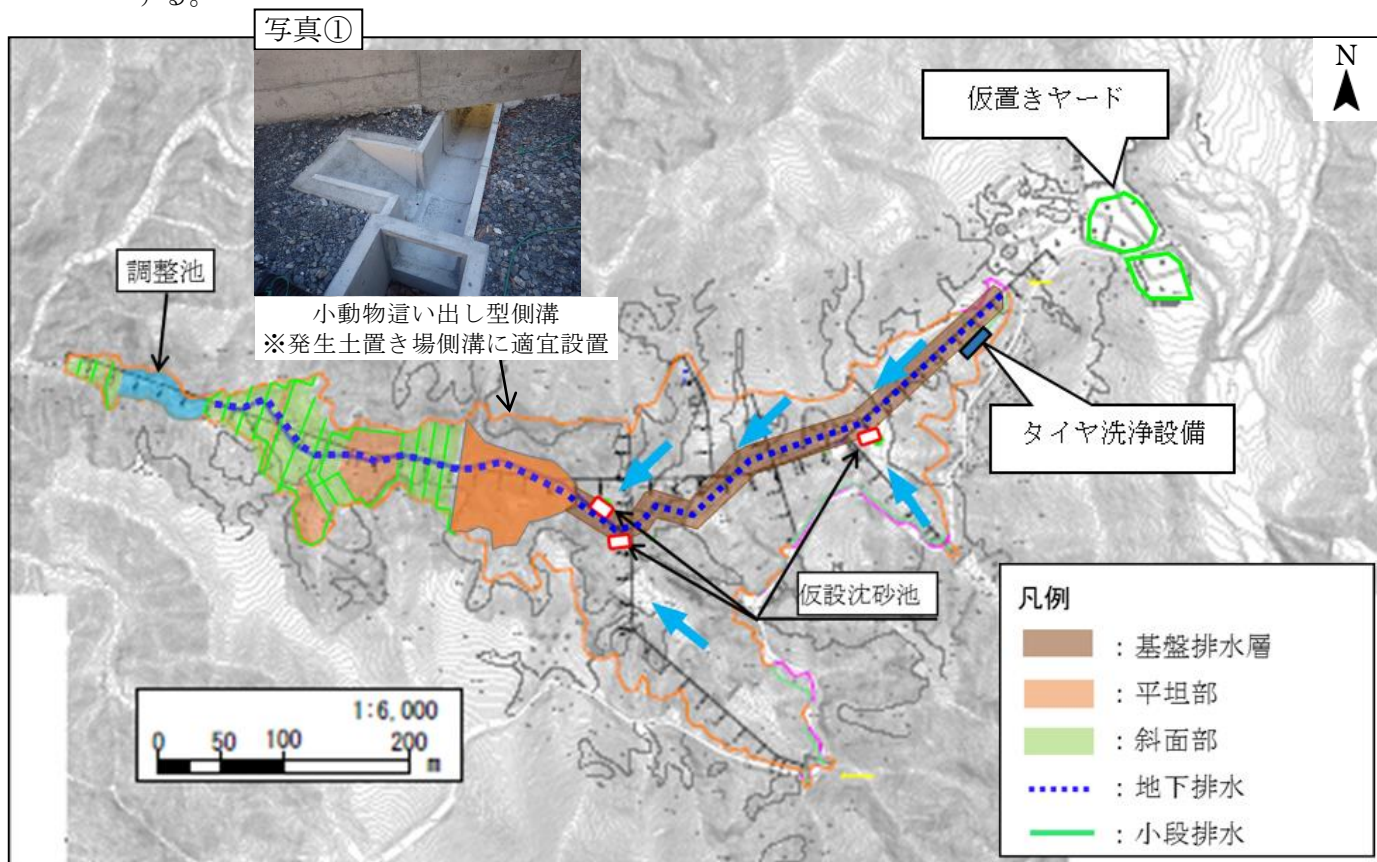 する。
写真①
N
仮置きヤード
調整池
小動物這い出し型側溝
※発生土置き場側溝に適宜設置
タイヤ洗浄設備
仮設沈砂池
凡例
：基盤排水層
：平坦部
：斜面部
：地下排水
：小段排水
1:6,000
0 50 100 200
m